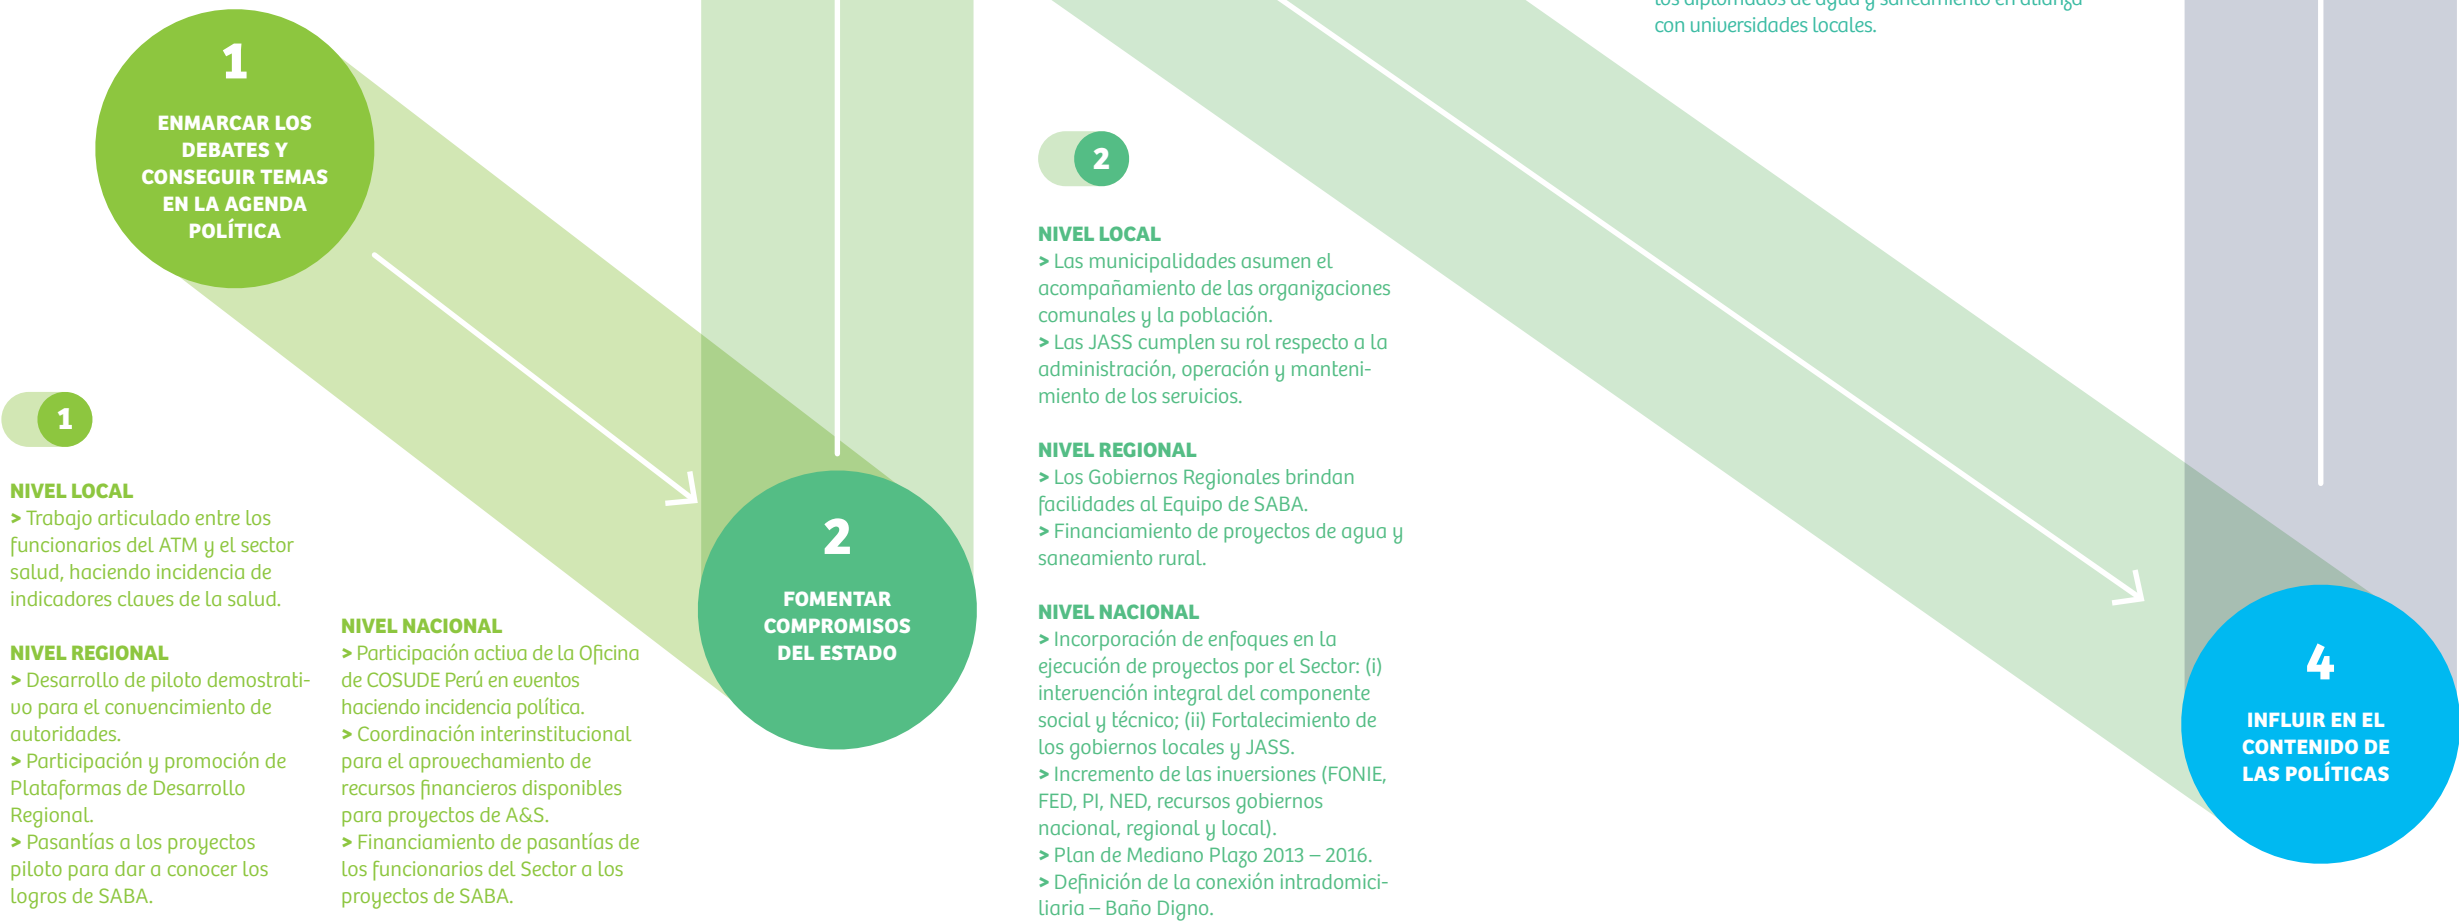 1
ENMARCAR LOS
DEBATES Y
CONSEGUIR TEMAS
EN LA AGENDA
POLÍTICA
1
NIVEL LOCAL
> Trabajo articulado entre los
funcionarios del ATM y el sector
salud, haciendo incidencia de
indicadores claves de la salud.
NIVEL REGIONAL
> Desarrollo de piloto demostrati-
vo para el convencimiento de
autoridades.
> Participación y promoción de
Plataformas de Desarrollo
Regional.
> Pasantías a los proyectos
piloto para dar a conocer los
logros de SABA.
NIVEL NACIONAL
> Participación activa de la Oficina
de COSUDE Perú en eventos
haciendo incidencia política.
> Coordinación interinstitucional
para el aprovechamiento de
recursos financieros disponibles
para proyectos de A&S.
> Financiamiento de pasantías de
los funcionarios del Sector a los
proyectos de SABA.
2
FOMENTAR
COMPROMISOS
DEL ESTADO
2
NIVEL LOCAL
> Las municipalidades asumen el
acompañamiento de las organizaciones
comunales y la población.
> Las JASS cumplen su rol respecto a la
administración, operación y manteni-
miento de los servicios.
NIVEL REGIONAL
> Los Gobiernos Regionales brindan
facilidades al Equipo de SABA.
> Financiamiento de proyectos de agua y
saneamiento rural.
NIVEL NACIONAL
> Incorporación de enfoques en la
ejecución de proyectos por el Sector: (i)
intervención integral del componente
social y técnico; (ii) Fortalecimiento de
los gobiernos locales y JASS.
> Incremento de las inversiones (FONIE,
FED, PI, NED, recursos gobiernos
nacional, regional y local).
> Plan de Mediano Plazo 2013 – 2016.
> Definición de la conexión intradomici-
liaria – Baño Digno.
los diplomados de agua y saneamiento en alianza
con universidades locales.
4
INFLUIR EN EL
CONTENIDO DE
LAS POLÍTICAS